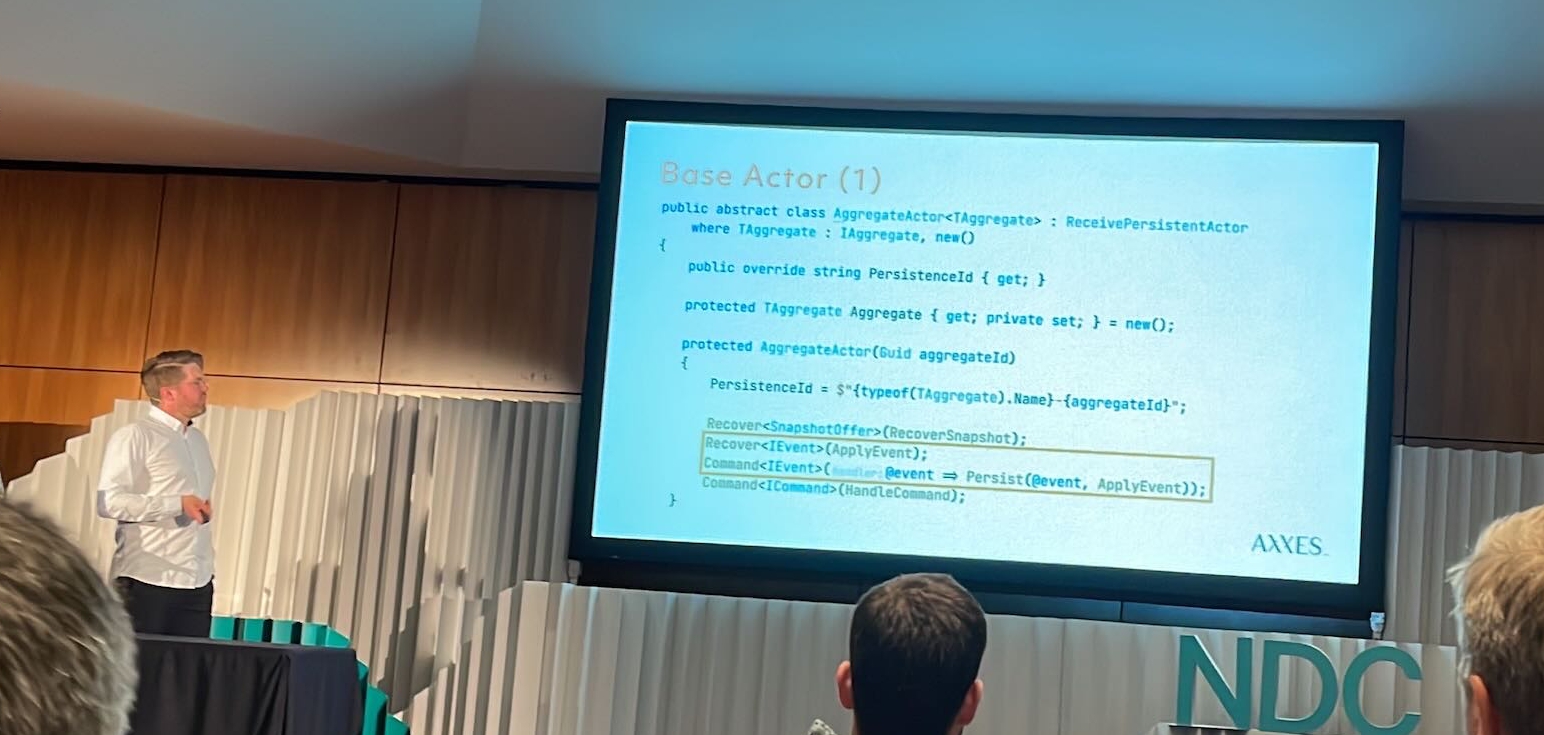 Base Actor (1)
public abstract class AggregateActor<TAggregate> : ReceivePersistentActor
where TAggregate : IAggregate, new()
{
public override string PersistenceId { get; }
protected TAggregate Aggregate { get; private set; } = new();
protected AggregateActor(Guid aggregateId)
{
PersistenceId = $"{typeof(TAggregate).Name}-{aggregateId}";
Recover<SnapshotOffer>(RecoverSnapshot);
Recover<IEvent>(ApplyEvent);
Command<IEvent>( handler: @event => Persist(@event, ApplyEvent));
Command<ICommand>(HandleCommand);
}
AXXES
NDC